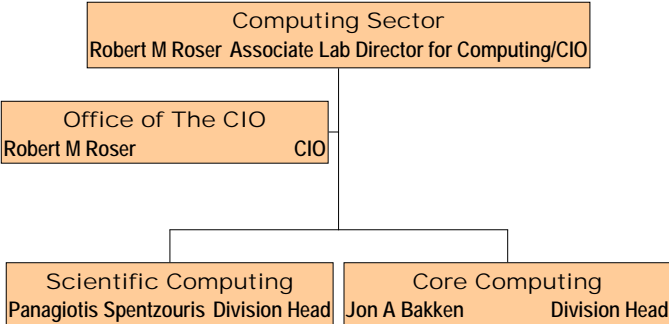 Computing Sector
Robert M Roser Associate Lab Director for Computing/CIO
Office of The CIO
Robert M Roser CIO
Scientific Computing
Panagiotis Spentzouris Division Head
Core Computing
Jon A Bakken Division Head